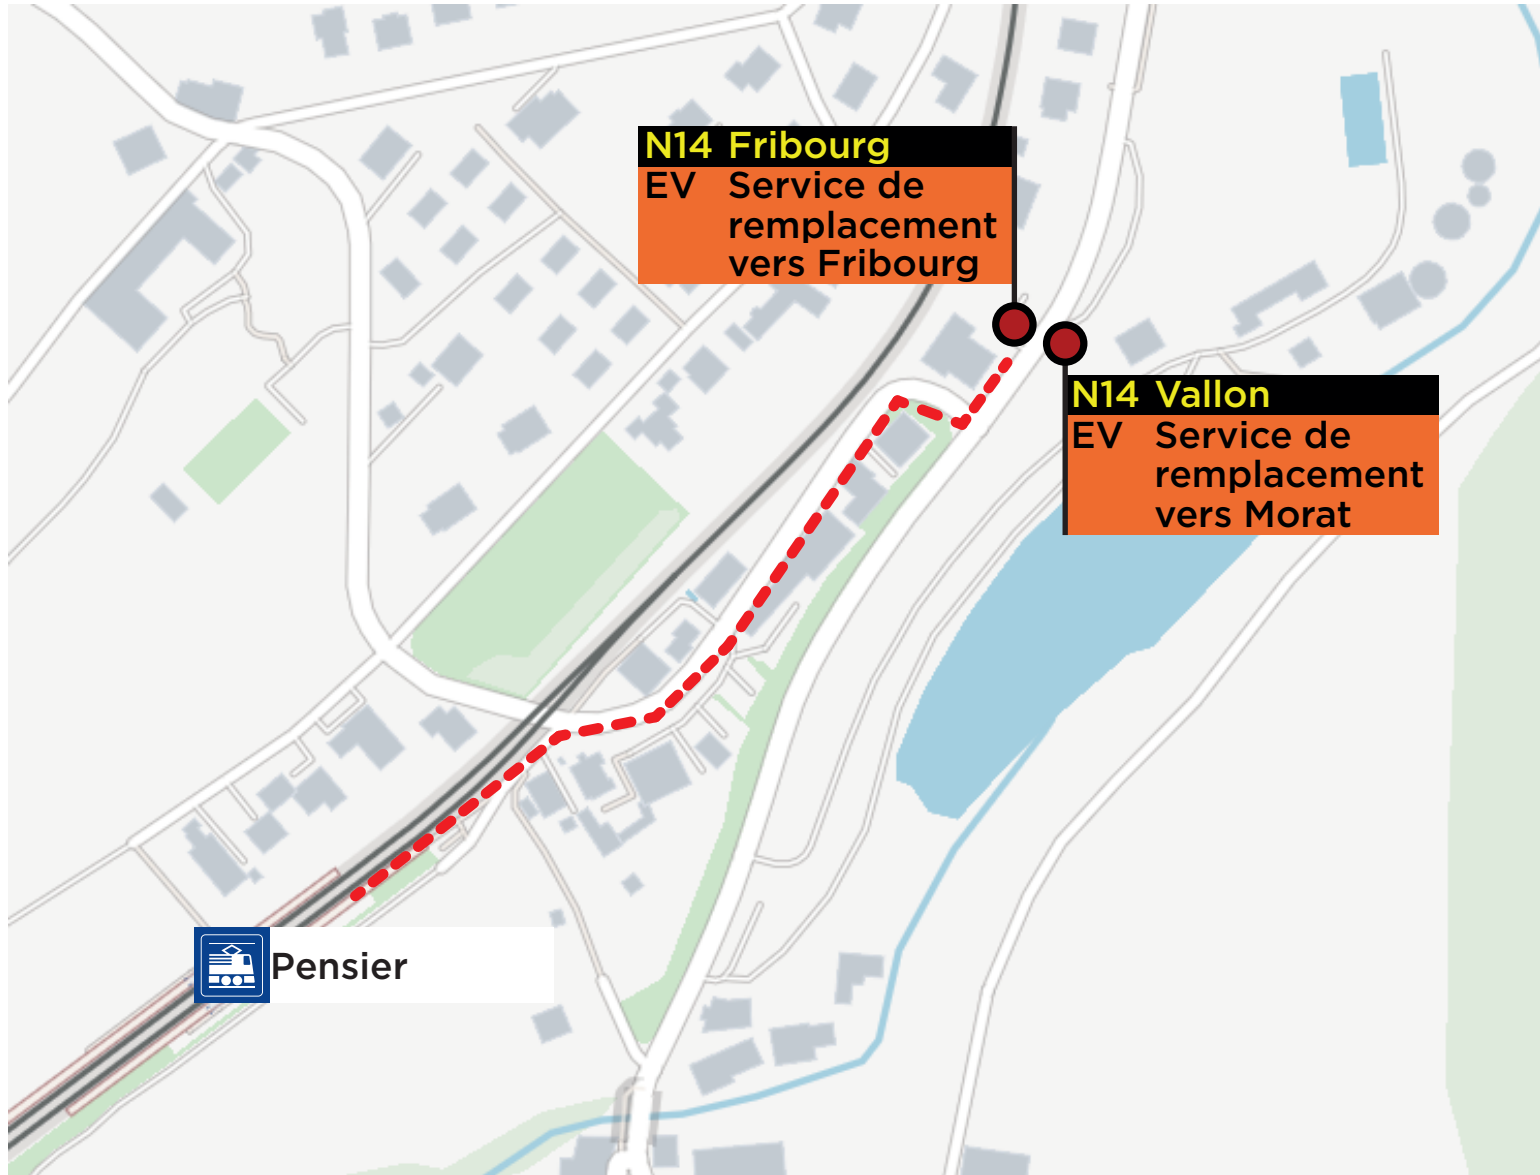 N14 Fribourg
EV Service de
remplacement
vers Fribourg
N14 Vallon
EV Service de
remplacement
vers Morat
Pensier